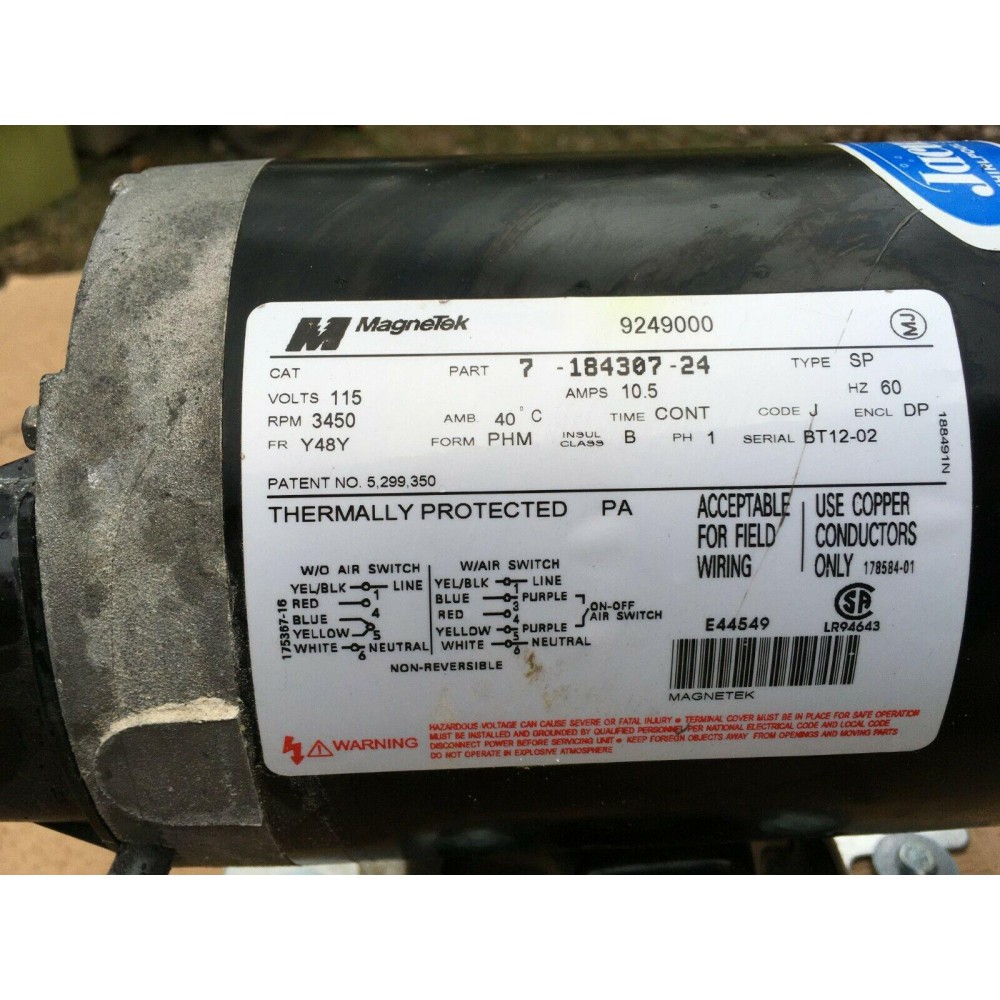 Jacu
WHIRLPOO
MagneTek 9249000 MJ
CAT PART 7 -184307-24 TYPE SP
VOLTS 115 AMPS 10.5 HZ 60
RPM 3450 AMB. 40°C TIME CONT CODE J ENCL DP
FR Y48Y FORM PHM INSUL CLASS B PH 1 SERIAL BT12-02
188491N
PATENT NO. 5,299,350
THERMALLY PROTECTED PA
ACCEPTABLE
FOR FIELD
WIRING
USE COPPER
CONDUCTORS
ONLY 178584-01
W/O AIR SWITCH
YEL/BLK 1 LINE
RED 4
BLUE
YELLOW 5
WHITE 6 NEUTRAL
175367-16
W/AIR SWITCH
YEL/BLK 1 LINE
BLUE 3 PURPLE
RED 4
YELLOW 5 PURPLE
WHITE 6 NEUTRAL
ON-OFF
AIR SWITCH
NON-REVERSIBLE
E44549
SA
LR94643
MAGNETEK
WARNING
HAZARDOUS VOLTAGE CAN CAUSE SEVERE OR FATAL INJURY • TERMINAL COVER MUST BE IN PLACE FOR SAFE OPERATION
MUST BE INSTALLED AND GROUNDED BY QUALIFIED PERSONNEL PER NATIONAL ELECTRICAL CODE AND LOCAL CODE
DISCONNECT POWER BEFORE SERVICING UNIT • KEEP FOREIGN OBJECTS AWAY FROM OPENINGS AND MOVING PARTS
DO NOT OPERATE IN EXPLOSIVE ATMOSPHERE